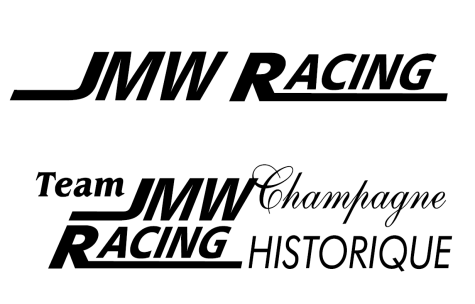 JMW RACING
Team JMW Champagne
RACING HISTORIQUE